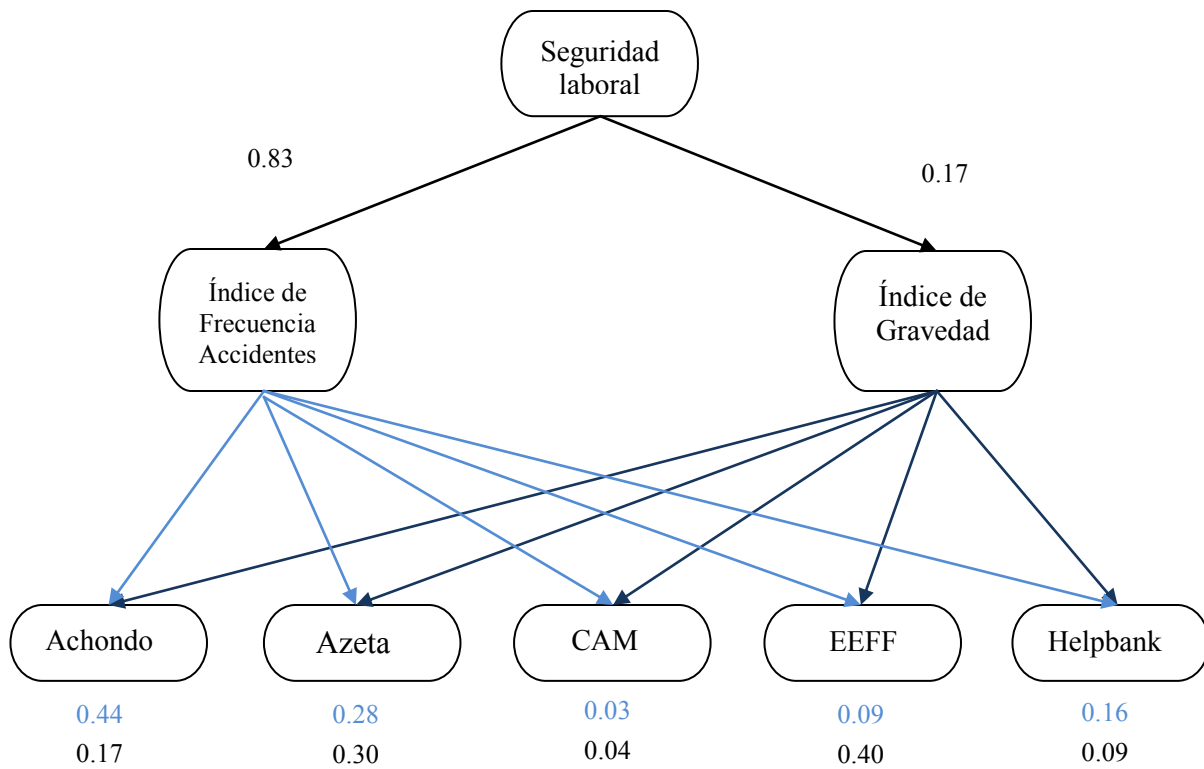 Seguridad
laboral
0.83
0.17
Índice de
Frecuencia
Accidentes
Índice de
Gravedad
Achondo
Azeta
CAM
EEFF
Helpbank
0.44
0.28
0.03
0.09
0.16
0.17
0.30
0.04
0.40
0.09